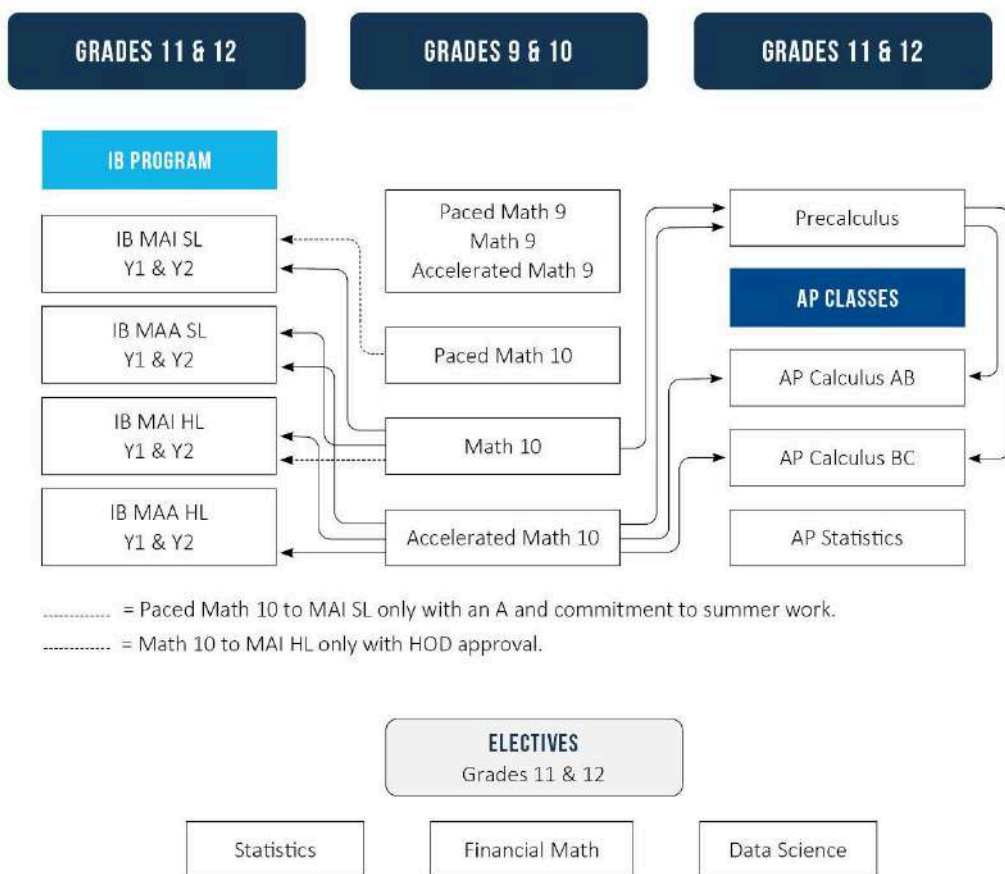 GRADES 11 & 12
GRADES 9 & 10
GRADES 11 & 12
IB PROGRAM
IB MAI SL
Y1 & Y2
IB MAA SL
Y1 & Y2
IB MAI HL
Y1 & Y2
IB MAA HL
Y1 & Y2
Paced Math 9
Math 9
Accelerated Math 9
Paced Math 10
Math 10
Accelerated Math 10
Precalculus
AP CLASSES
AP Calculus AB
AP Calculus BC
AP Statistics
= Paced Math 10 to MAI SL only with an A and commitment to summer work.
= Math 10 to MAI HL only with HOD approval.
ELECTIVES
Grades 11 & 12
Statistics
Financial Math
Data Science